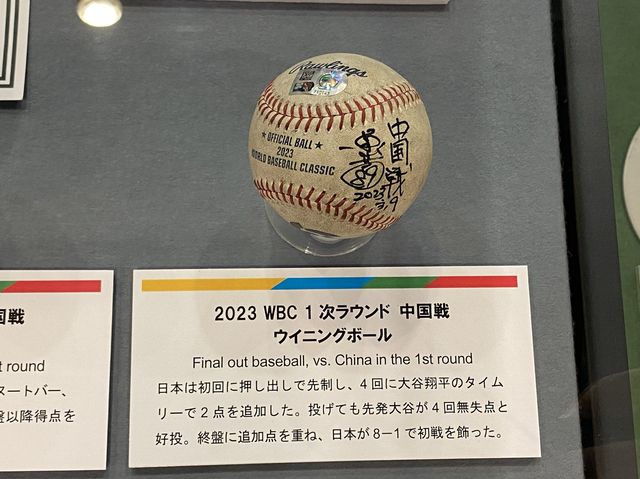 Rawlings
★ OFFICIAL BALL ★
2023
WORLD BASEBALL CLASSIC
中国戦
2023
3.9
国戦
t round
ヌートバー、
盤以降得点を
2023 WBC 1次ラウンド 中国戦
ウイニングボール
Final out baseball, vs. China in the 1st round
日本は初回に押し出しで先制し、4回に大谷翔平のタイム
リーで2点を追加した。投げても先発大谷が4回無失点と
好投。終盤に追加点を重ね、日本が8−1で初戦を飾った。